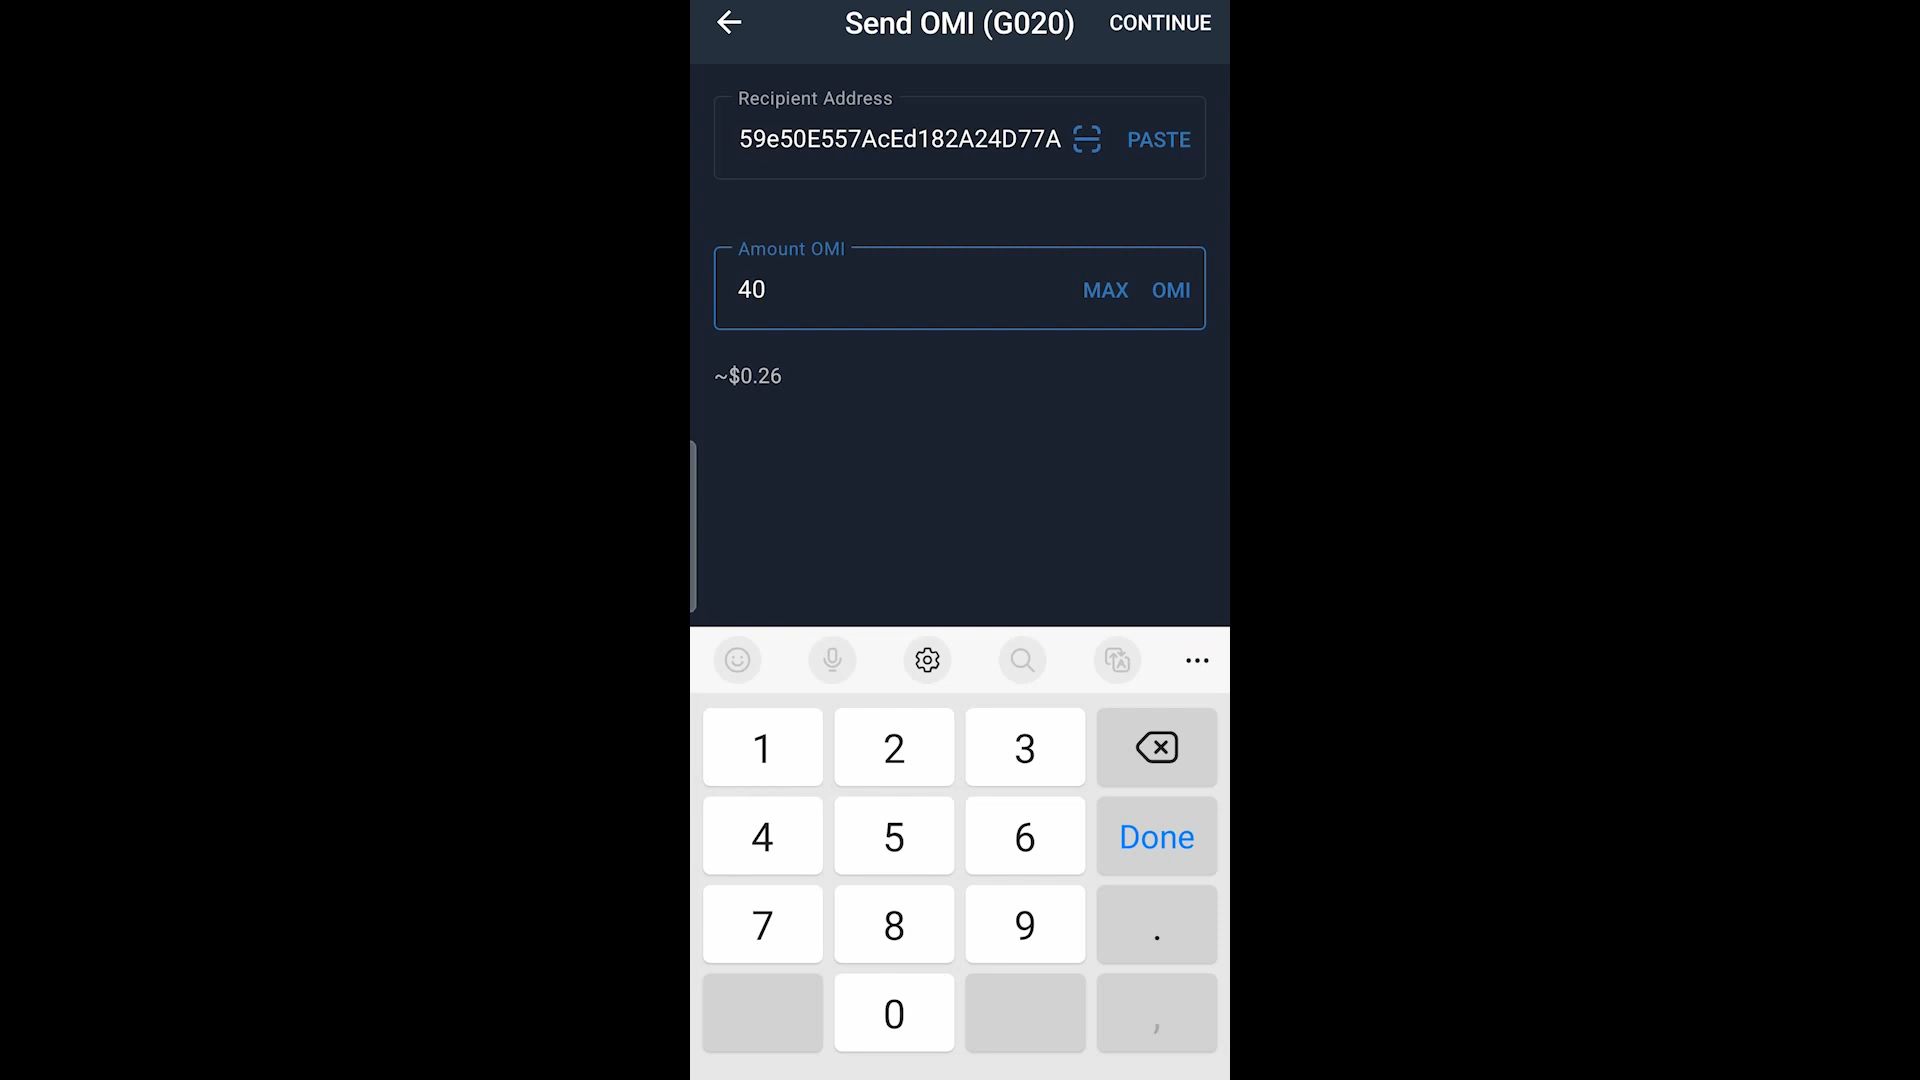 Send OMI (G020) CONTINUE
Recipient Address
59e50E557AcEd182A24D77A PASTE
Amount OMI
40 MAX OMI
~$0.26
1 2 3
4 5 6 Done
7 8 9 .
0 ,